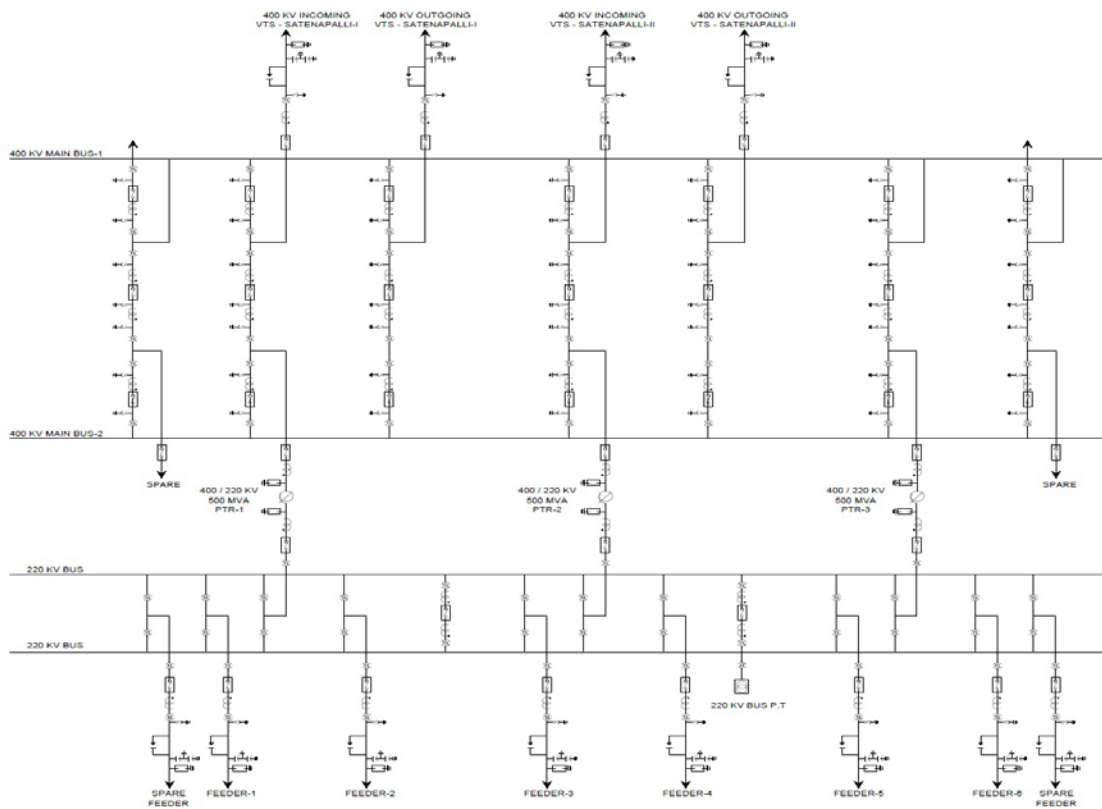 400 KV INCOMING
VTS - SATENAPALLI-I
400 KV OUTGOING
VTS - SATENAPALLI-I
400 KV INCOMING
VTS - SATENAPALLI-II
400 KV OUTGOING
VTS - SATENAPALLI-II
400 KV MAIN BUS-1
400 KV MAIN BUS-2
SPARE
SPARE
400 / 220 KV
500 MVA
PTR-1
400 / 220 KV
500 MVA
PTR-2
400 / 220 KV
500 MVA
PTR-3
220 KV BUS
220 KV BUS
220 KV BUS P.T
SPARE
FEEDER
FEEDER-1
FEEDER-2
FEEDER-3
FEEDER-4
FEEDER-5
FEEDER-6
SPARE
FEEDER